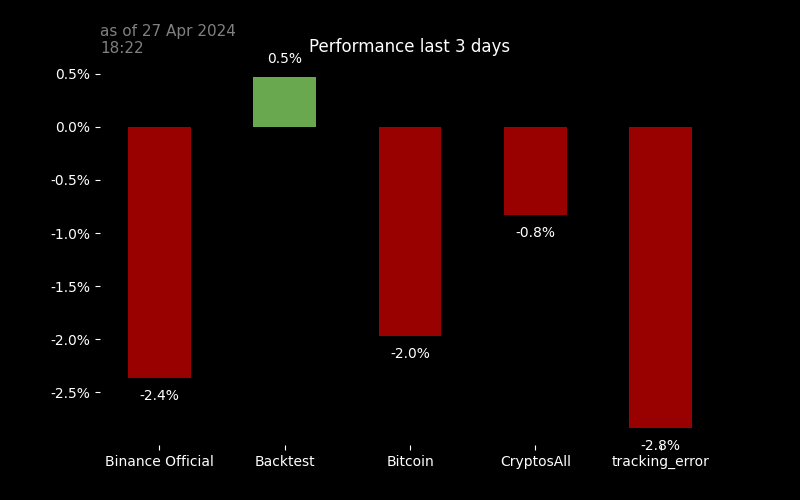 as of 27 Apr 2024
18:22
Performance last 3 days
0.5%
0.5%
0.0%
-0.5%
-1.0%
-0.8%
-1.5%
-2.0%
-2.0%
-2.5%
-2.4%
-2.8%
Binance Official
Backtest
Bitcoin
CryptosAll
tracking_error